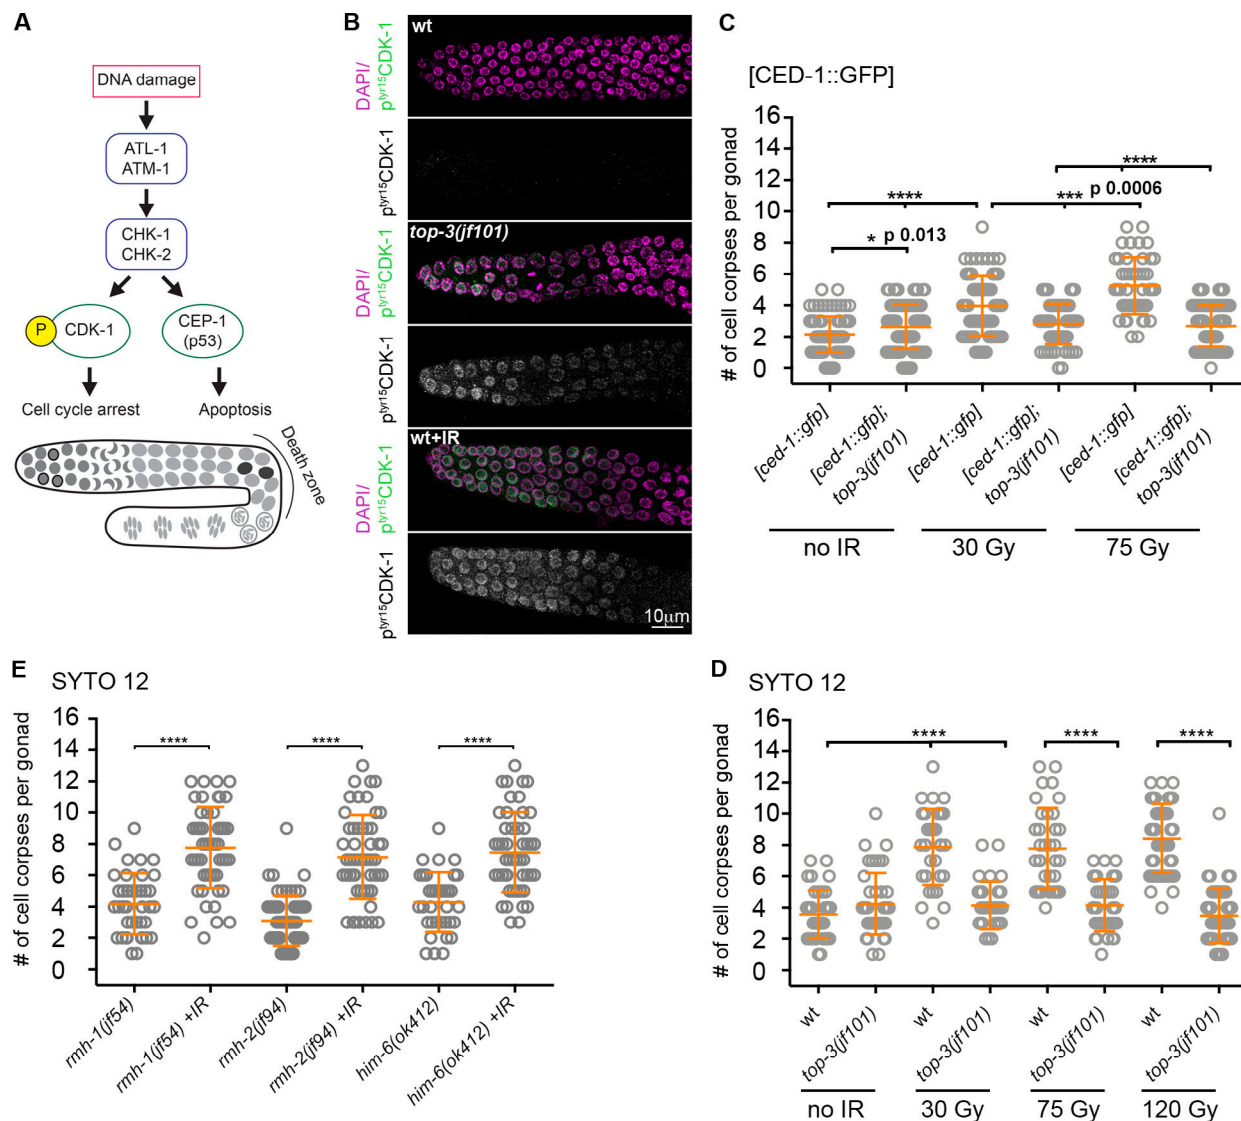 A
DNA damage
ATL-1
ATM-1
CHK-1
CHK-2
P
CDK-1
CEP-1
(p53)
Cell cycle arrest
Apoptosis
Death zone
B
DAPI/
p^tyr15CDK-1
wt
p^tyr15CDK-1
DAPI/
p^tyr15CDK-1
top-3(jf101)
p^tyr15CDK-1
DAPI/
p^tyr15CDK-1
wt+IR
p^tyr15CDK-1
10µm
C
[CED-1::GFP]
# of cell corpses per gonad
16
14
12
10
8
6
4
2
0
****
* p 0.013
*** p 0.0006
****
[ced-1::gfp]
[ced-1::gfp];
top-3(jf101)
[ced-1::gfp]
[ced-1::gfp];
top-3(jf101)
[ced-1::gfp]
[ced-1::gfp];
top-3(jf101)
no IR
30 Gy
75 Gy
E
SYTO 12
# of cell corpses per gonad
16
14
12
10
8
6
4
2
0
****
****
****
rmh-1(jf54)
rmh-1(jf54) +IR
rmh-2(jf94)
rmh-2(jf94) +IR
him-6(ok412)
him-6(ok412) +IR
D
SYTO 12
# of cell corpses per gonad
16
14
12
10
8
6
4
2
0
****
****
****
wt
top-3(jf101)
wt
top-3(jf101)
wt
top-3(jf101)
wt
top-3(jf101)
no IR
30 Gy
75 Gy
120 Gy